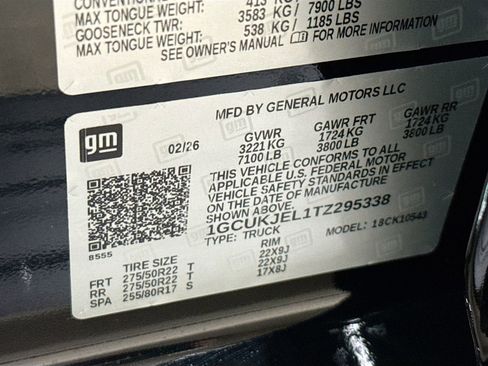 CONVENTIONAL
413 KG /
MAX TONGUE WEIGHT: 3583 KG / 7900 LBS
GOOSENECK TWR: 538 KG / 1185 LBS
MAX TONGUE WEIGHT:
SEE OWNER'S MANUAL FOR MORE INFORMATION
gm
MFD BY GENERAL MOTORS LLC
02/26
GVWR GAWR FRT GAWR RR
3221 KG 1724 KG 1724 KG
7100 LB 3800 LB 3800 LB
THIS VEHICLE CONFORMS TO ALL
APPLICABLE U.S. FEDERAL MOTOR
VEHICLE SAFETY STANDARDS
IN EFFECT ON THE
DATE OF MANUFACTURE
SHOWN ABOVE.
1GCUKJEL1TZ295338
TYPE: TRUCK MODEL: 18CK10543
8555
TIRE SIZE RIM
FRT 275/50R22 T 22X9J
RR 275/50R22 T 22X9J
SPA 255/80R17 S 17X8J